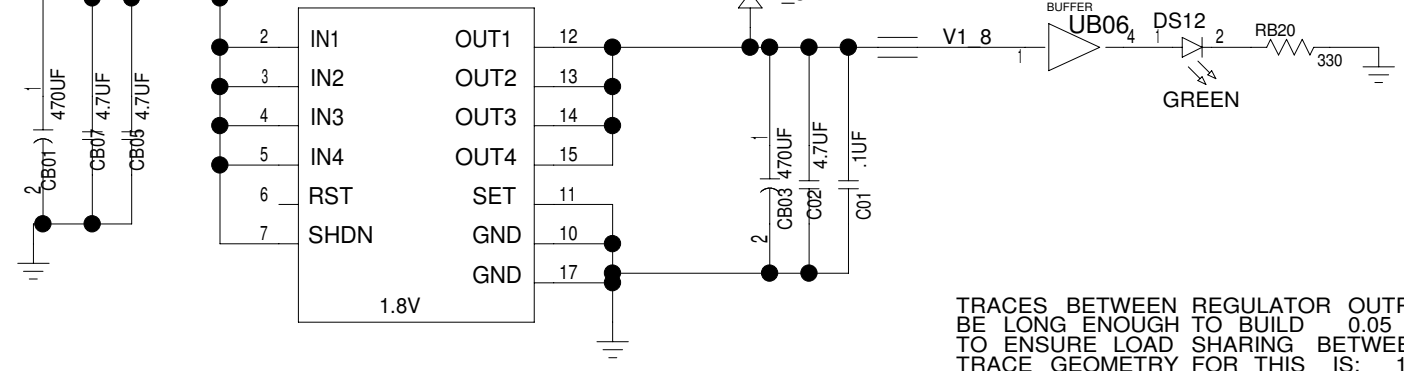 BUFFER
UB06
DS12
RB20
330
GREEN
V1_8
1
4
1
2
2 IN1 OUT1 12
3 IN2 OUT2 13
4 IN3 OUT3 14
5 IN4 OUT4 15
6 RST SET 11
7 SHDN GND 10
GND 17
1.8V
1
470UF
CB01
2
4.7UF
CB07
4.7UF
CB05
1
470UF
CB03
2
4.7UF
C02
.1UF
C01
TRACES BETWEEN REGULATOR
BE LONG ENOUGH TO BUILD 0.05
TO ENSURE LOAD SHARING
TRACE GEOMETRY FOR THIS IS: